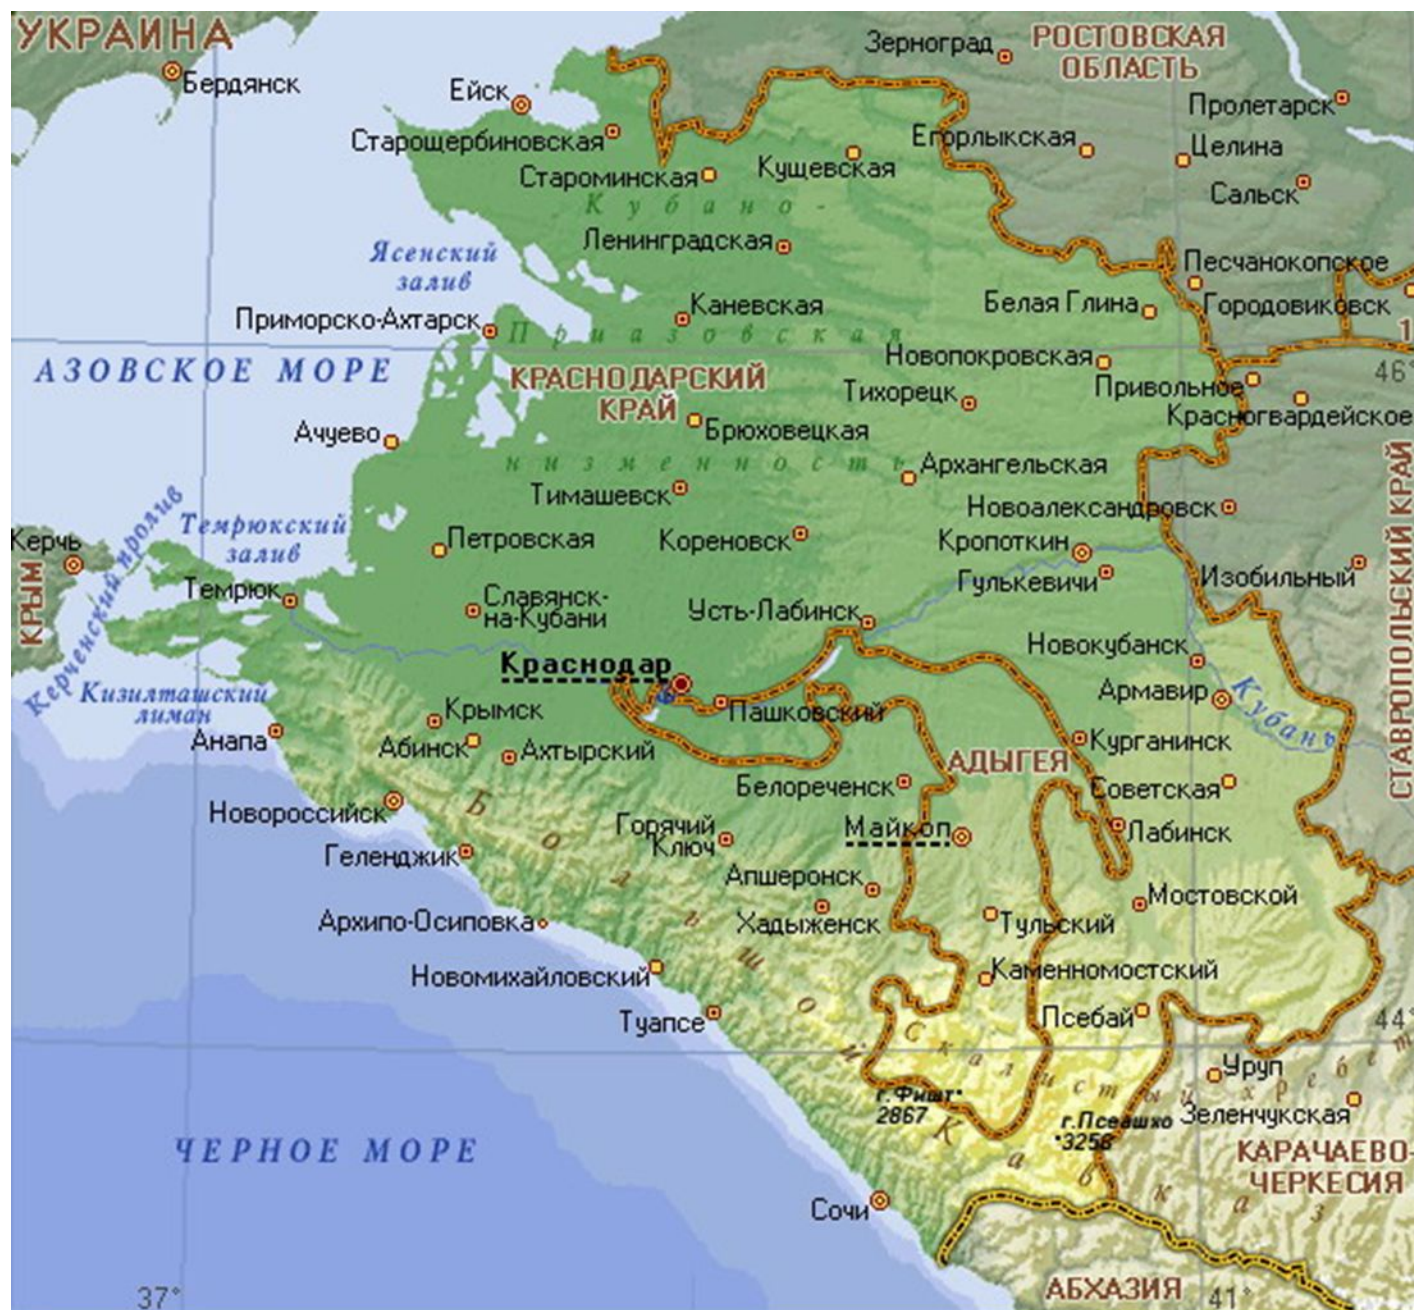 УКРАИНА
Зерноград
РОСТОВСКАЯ
ОБЛАСТЬ
Бердянск
Ейск
Пролетарск
Старощербиновская
Егорлыкская
Целина
Староминская
Кущевская
Сальск
Кубано-
Ленинградская
Ясенский
залив
Песчанокопское
Каневская
Белая Глина
Городовиковск
Приморско-Ахтарск
Приазовская
1
АЗОВСКОЕ МОРЕ
КРАСНОДАРСКИЙ
КРАЙ
Новопокровская
46°
Тихорецк
Привольное
Красногвардейское
Ачуево
Брюховецкая
низменность
Архангельская
Тимашевск
Новоалександровск
СТАВРОПОЛЬСКИЙ КРАЙ
Керчь
КРЫМ
Керченский пролив
Темрюкский
залив
Петровская
Кореновск
Кропоткин
Гулькевичи
Изобильный
Темрюк
Славянск-
на-Кубани
Усть-Лабинск
Новокубанск
Краснодар
Кизилташский
лиман
Армавир
Кубань
Крымск
Пашковский
Анапа
Абинск
Ахтырский
Курганинск
АДЫГЕЯ
Белореченск
Советская
Новороссийск
Горячий
Ключ
Майкоп
Лабинск
Геленджик
Апшеронск
Мостовской
Архипо-Осиповка
Хадыженск
Тульский
Новомихайловский
Каменномостский
Туапсе
Псебай
44°
Большой Кавказ
Скалистый хребет
Уруп
г.Фишт
2867
Зеленчукская
г.Псеашхо
3256
ЧЕРНОЕ МОРЕ
КАРАЧАЕВО-
ЧЕРКЕСИЯ
Сочи
АБХАЗИЯ
37°
41°